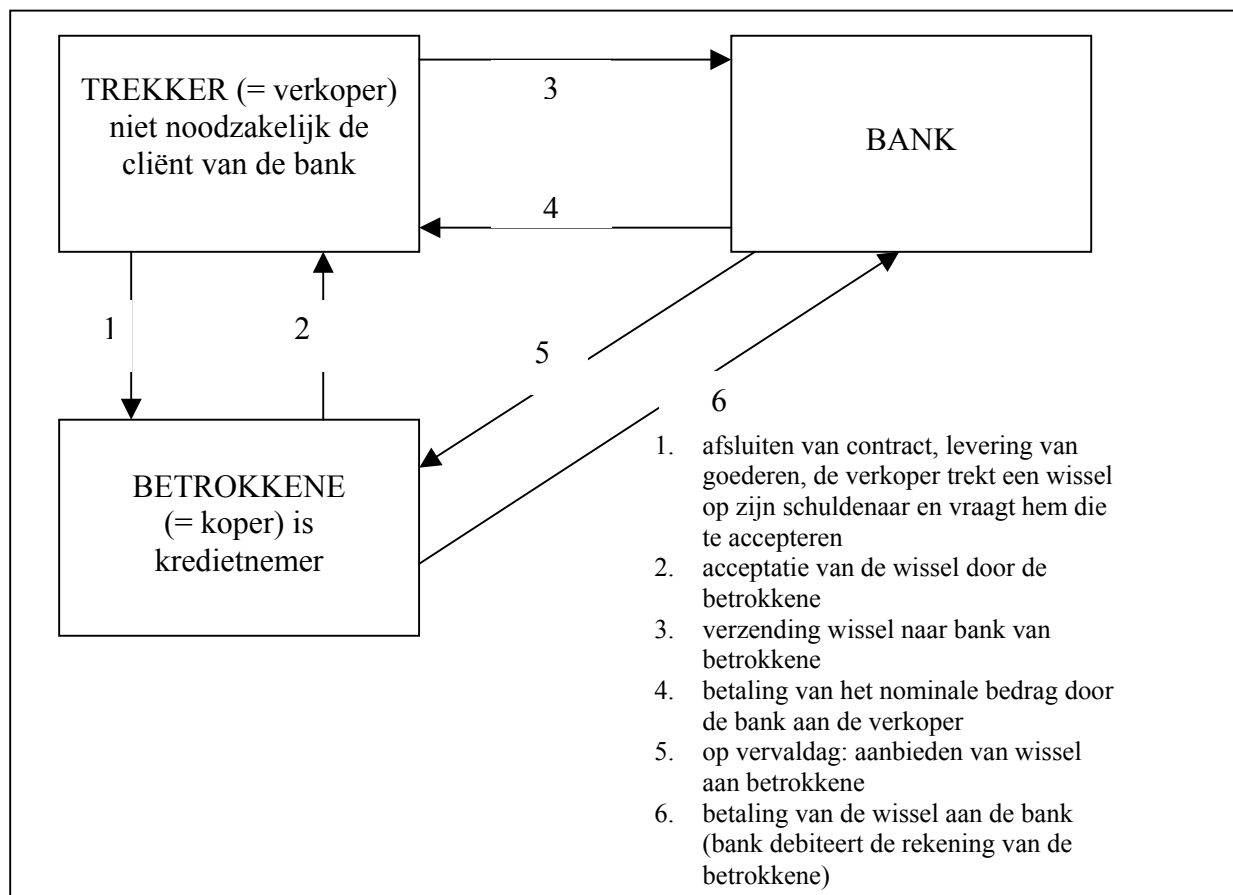 TREKKER (= verkoper)
niet noodzakelijk de
cliënt van de bank
3
BANK
4
1
2
5
6
BETROKKENE
(= koper) is
kredietnemer
1. afsluiten van contract, levering van
goederen, de verkoper trekt een wissel
op zijn schuldenaar en vraagt hem die
te accepteren
2. acceptatie van de wissel door de
betrokkene
3. verzending wissel naar bank van
betrokkene
4. betaling van het nominale bedrag door
de bank aan de verkoper
5. op vervaldag: aanbieden van wissel
aan betrokkene
6. betaling van de wissel aan de bank
(bank debiteert de rekening van de
betrokkene)